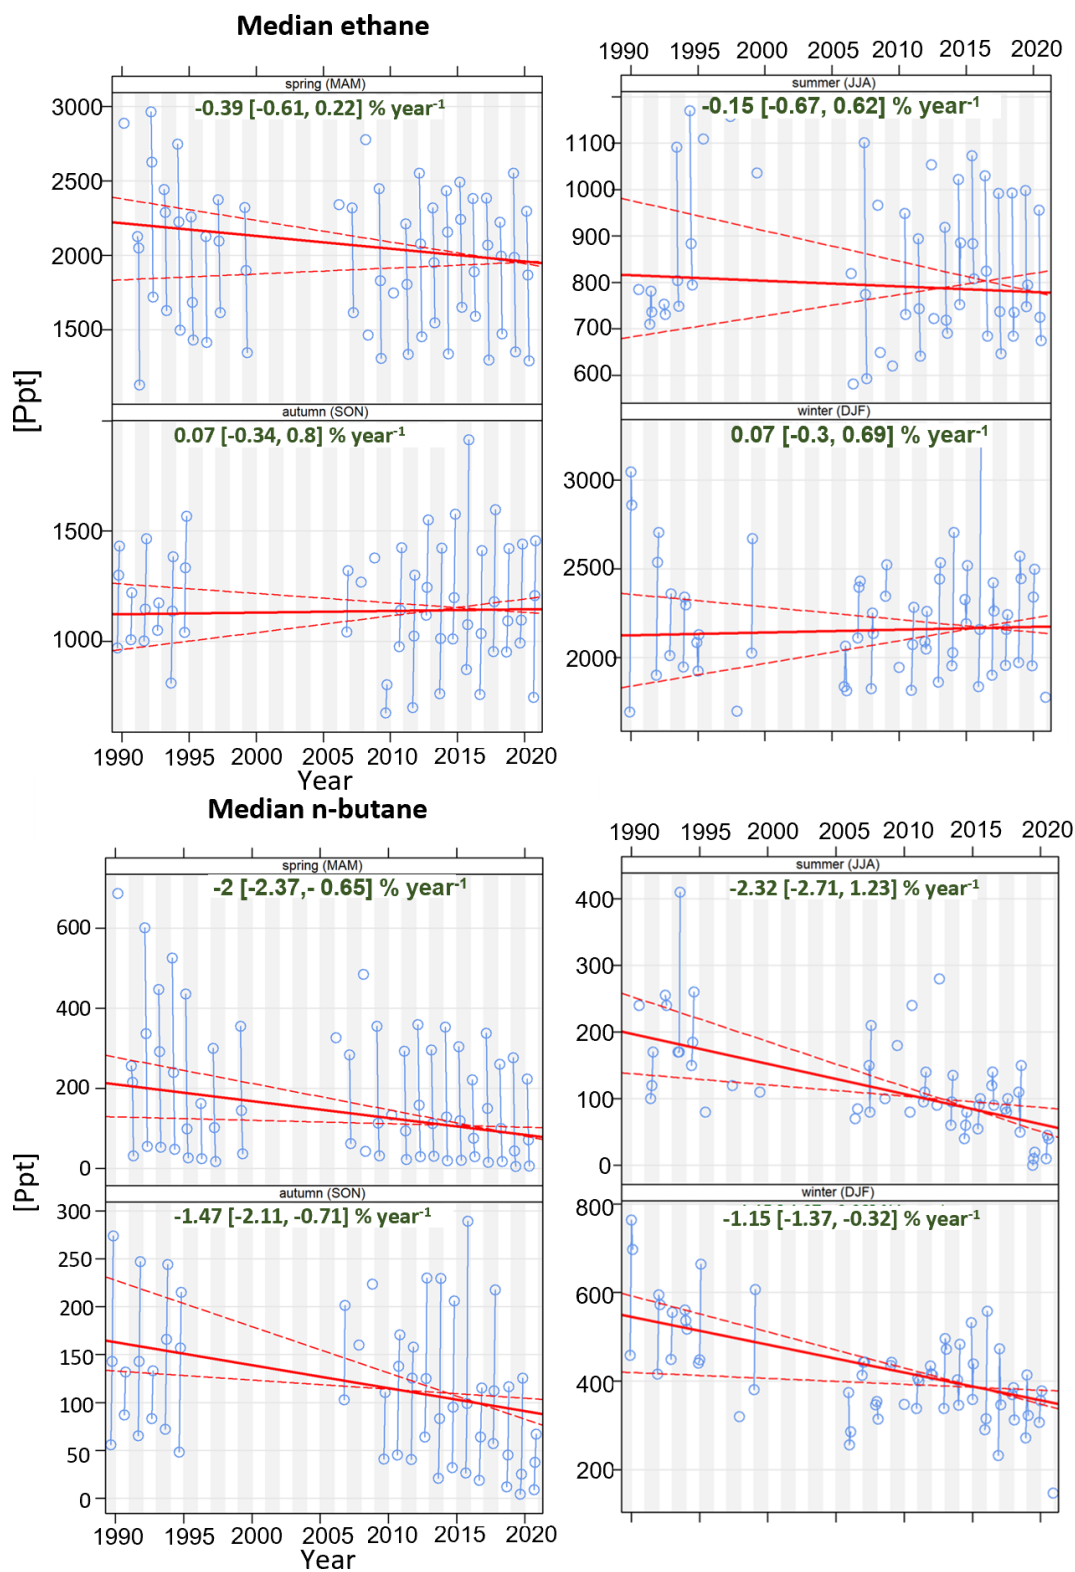 Median ethane
1990 1995 2000 2005 2010 2015 2020
spring (MAM)
-0.39 [-0.61, 0.22] % year-1
3000
2500
2000
1500
summer (JJA)
-0.15 [-0.67, 0.62] % year-1
1100
1000
900
800
700
600
[Ppt]
autumn (SON)
0.07 [-0.34, 0.8] % year-1
1500
1000
winter (DJF)
0.07 [-0.3, 0.69] % year-1
3000
2500
2000
1990 1995 2000 2005 2010 2015 2020
Year
Median n-butane
1990 1995 2000 2005 2010 2015 2020
spring (MAM)
-2 [-2.37,- 0.65] % year-1
600
400
200
0
summer (JJA)
-2.32 [-2.71, 1.23] % year-1
400
300
200
100
0
[Ppt]
autumn (SON)
-1.47 [-2.11, -0.71] % year-1
300
250
200
150
100
50
0
winter (DJF)
-1.15 [-1.37, -0.32] % year-1
800
600
400
200
1990 1995 2000 2005 2010 2015 2020
Year